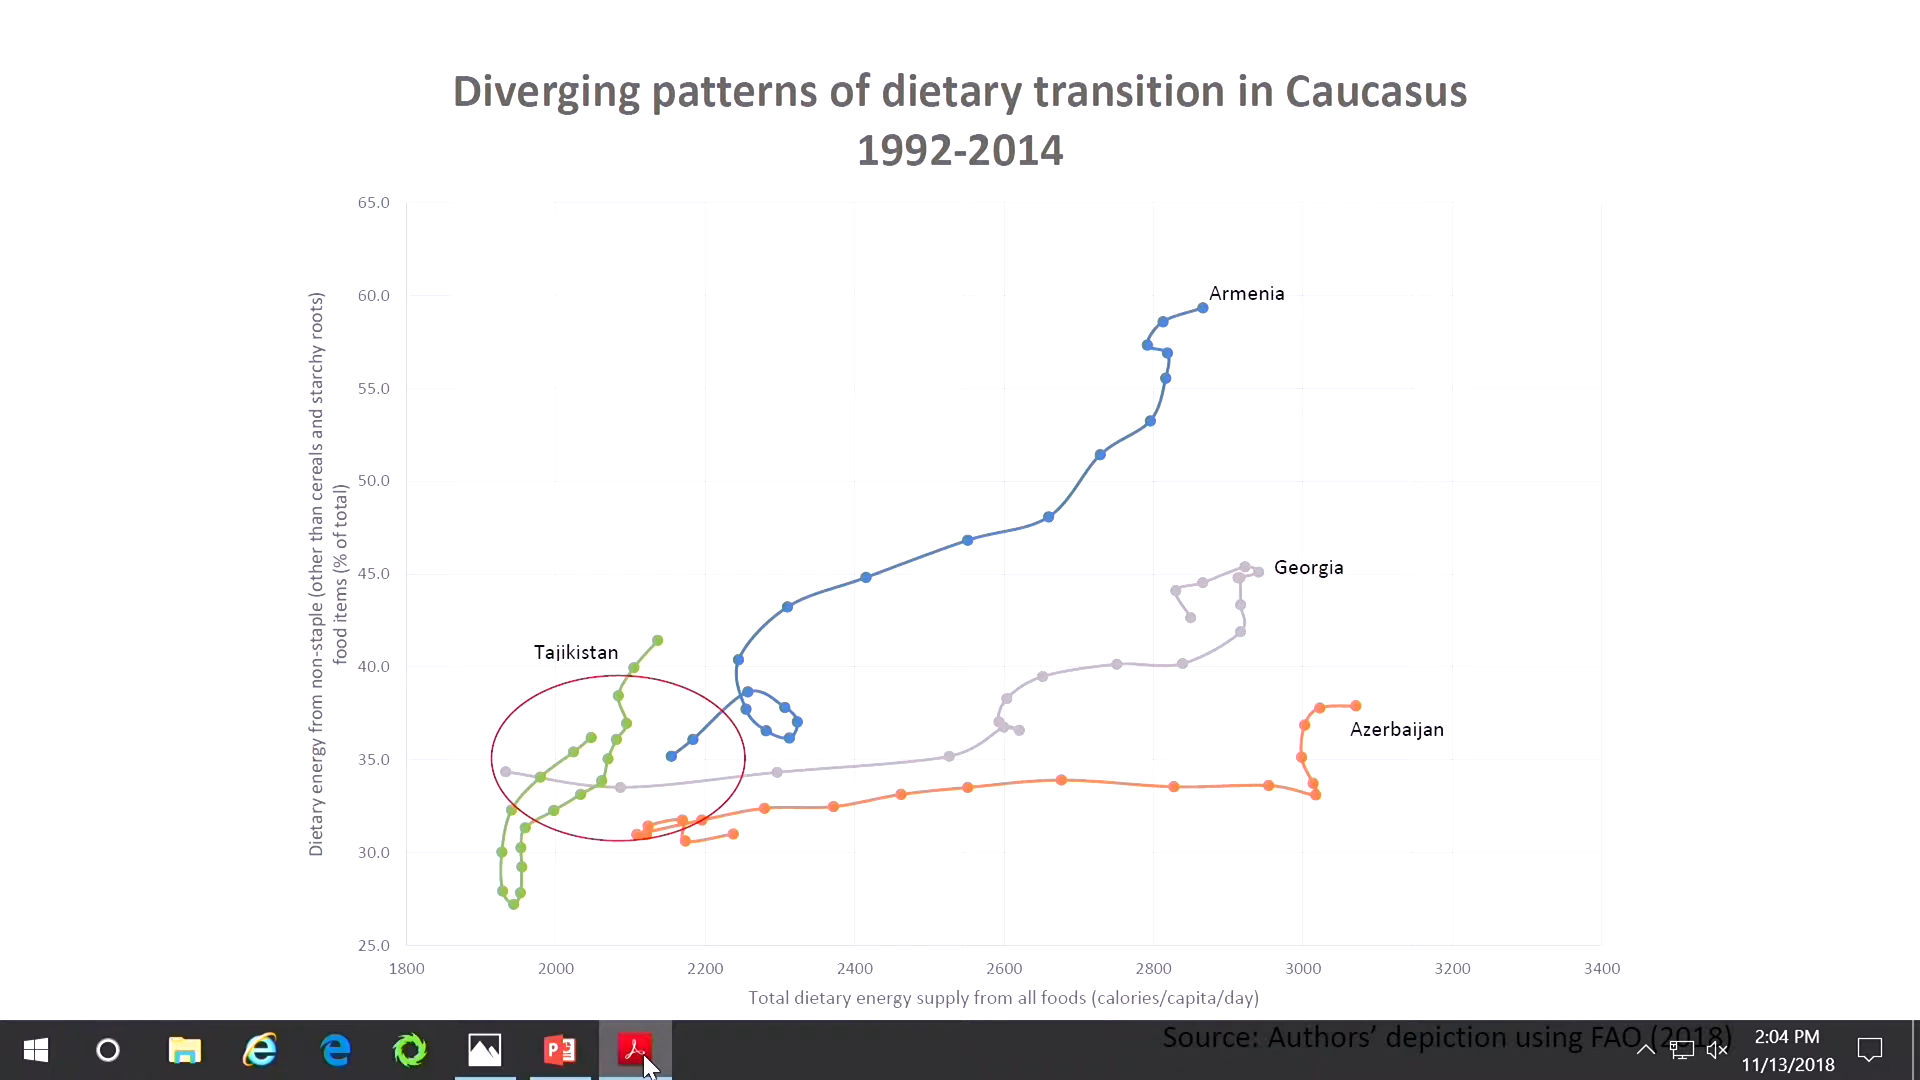 Diverging patterns of dietary transition in Caucasus
1992-2014
Dietary energy from non-staple (other than cereals and starchy roots)
food items (% of total)
65.0
60.0
55.0
50.0
45.0
40.0
35.0
30.0
25.0
Armenia
Georgia
Tajikistan
Azerbaijan
1800 2000 2200 2400 2600 2800 3000 3200 3400
Total dietary energy supply from all foods (calories/capita/day)
Source: Authors’ depiction using FAO (2018)
2:04 PM
11/13/2018